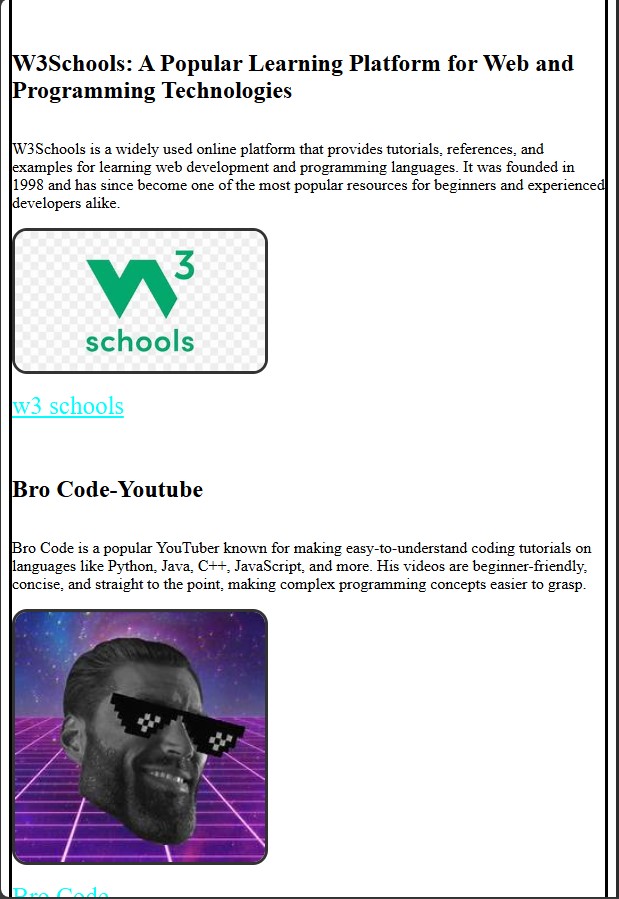 W3Schools: A Popular Learning Platform for Web and
Programming Technologies
W3Schools is a widely used online platform that provides tutorials, references, and
examples for learning web development and programming languages. It was founded in
1998 and has since become one of the most popular resources for beginners and experienced
developers alike.
W3
schools
w3 schools
Bro Code-Youtube
Bro Code is a popular YouTuber known for making easy-to-understand coding tutorials on
languages like Python, Java, C++, JavaScript, and more. His videos are beginner-friendly,
concise, and straight to the point, making complex programming concepts easier to grasp.
Bro Code